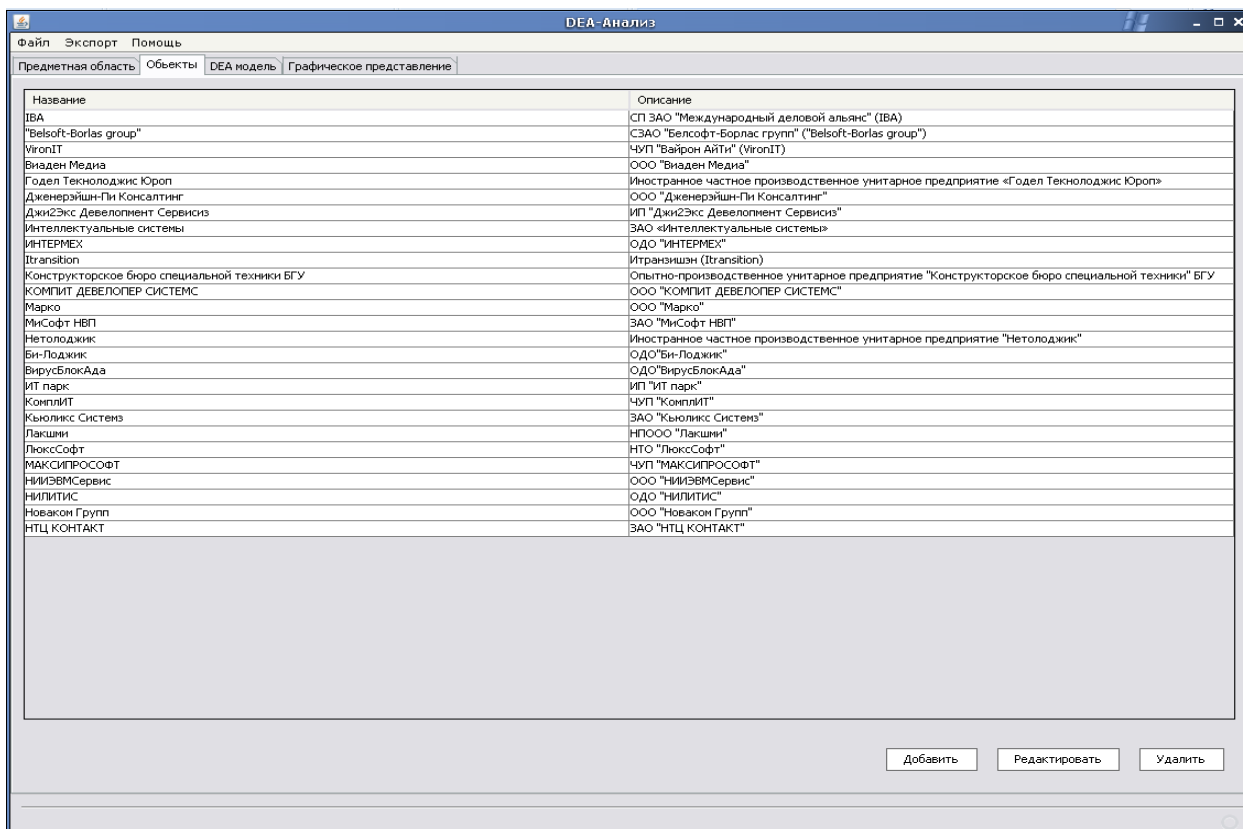 DEA-Анализ
Файл Экспорт Помощь
Предметная область Обьекты DEA модель Графическое представление
Название Описание
IBA СП ЗАО "Международный деловой альянс" (IBA)
"Belsoft-Borlas group" СЗАО "Белсофт-Борлас групп" ("Belsoft-Borlas group")
VironIT ЧУП "Вайрон АйТи" (VironIT)
Виаден Медиа ООО "Виаден Медиа"
Годел Текнолоджис Юроп Иностранное частное производственное унитарное предприятие «Годел Текнолоджис Юроп»
Дженерэйшн-Пи Консалтинг ООО "Дженерэйшн-Пи Консалтинг"
Джи2Экс Девелопмент Сервисиз ИП "Джи2Экс Девелопмент Сервисиз"
Интеллектуальные системы ЗАО «Интеллектуальные системы»
ИНТЕРМЕХ ОДО "ИНТЕРМЕХ"
Itransition Итранзишэн (Itransition)
Конструкторское бюро специальной техники БГУ Опытно-производственное унитарное предприятие "Конструкторское бюро специальной техники" БГУ
КОМПИТ ДЕВЕЛОПЕР СИСТЕМС ООО "КОМПИТ ДЕВЕЛОПЕР СИСТЕМС"
Марко ООО "Марко"
МиСофт НВП ЗАО "МиСофт НВП"
Нетолоджик Иностранное частное производственное унитарное предприятие "Нетолоджик"
Би-Лоджик ОДО"Би-Лоджик"
ВирусБлокАда ОДО"ВирусБлокАда"
ИТ парк ИП "ИТ парк"
КомплИТ ЧУП "КомплИТ"
Кьюликс Системз ЗАО "Кьюликс Системз"
Лакшми НПООО "Лакшми"
ЛюксСофт НТО "ЛюксСофт"
МАКСИПРОСОФТ ЧУП "МАКСИПРОСОФТ"
НИИЭВМСервис ООО "НИИЭВМСервис"
НИЛИТИС ОДО "НИЛИТИС"
Новаком Групп ООО "Новаком Групп"
НТЦ КОНТАКТ ЗАО "НТЦ КОНТАКТ"
Добавить Редактировать Удалить